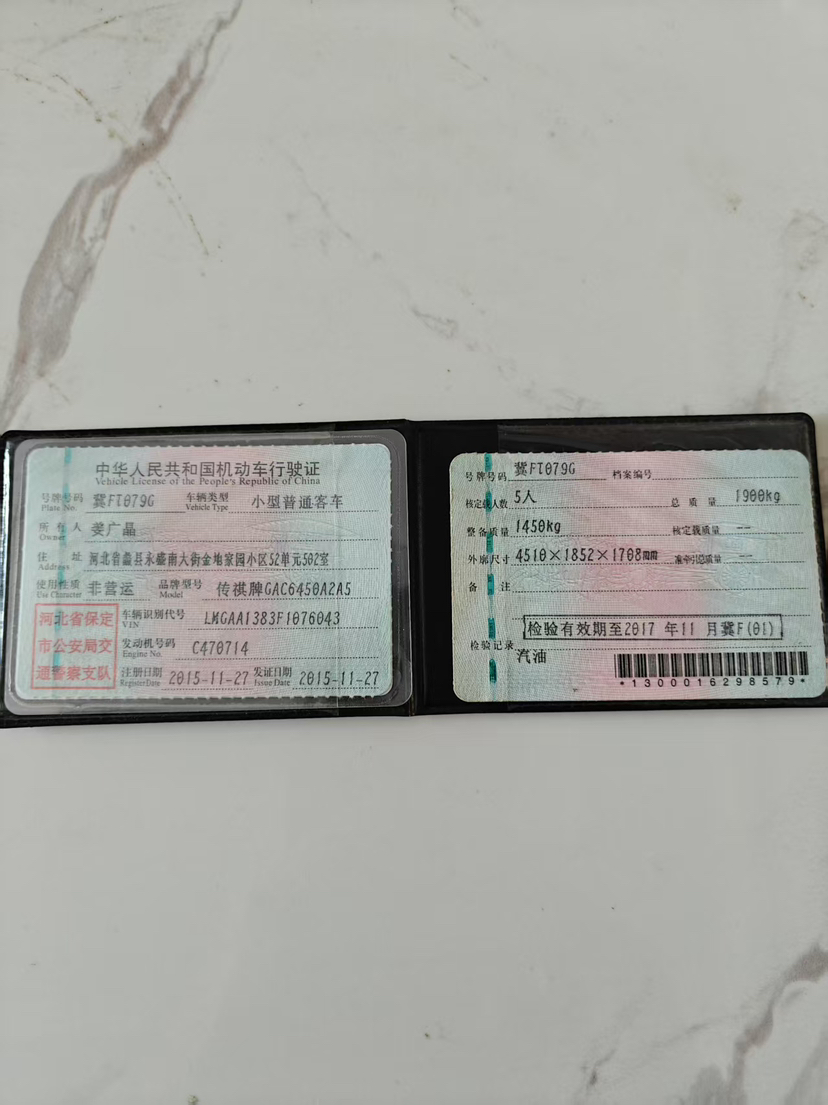 中华人民共和国机动车行驶证
Vehicle License of the People's Republic of China
号牌号码 冀FT079G 车辆类型 小型普通客车
Plate No. Vehicle Type
所有人 姜广晶
Owner
住址 河北省蠡县永盛南大街金地家园小区52单元502室
Address
使用性质 非营运 品牌型号 传祺牌GAC6450A2A5
Use Character Model
河北省保定
市公安局交
通警察支队
车辆识别代号 LMGAA1383F1076043
VIN
发动机号码 C470714
Engine No.
注册日期 2015-11-27 发证日期 2015-11-27
Register Date Issue Date
号牌号码 冀FT079G 档案编号
核定载人数 5人 总质量 1900kg
整备质量 1450kg 核定载质量 --
外廓尺寸 4510×1852×1708mm 准牵引总质量 --
备注
检验有效期至2017 年11 月冀F(01)
检验记录
汽油
*1300016298579*